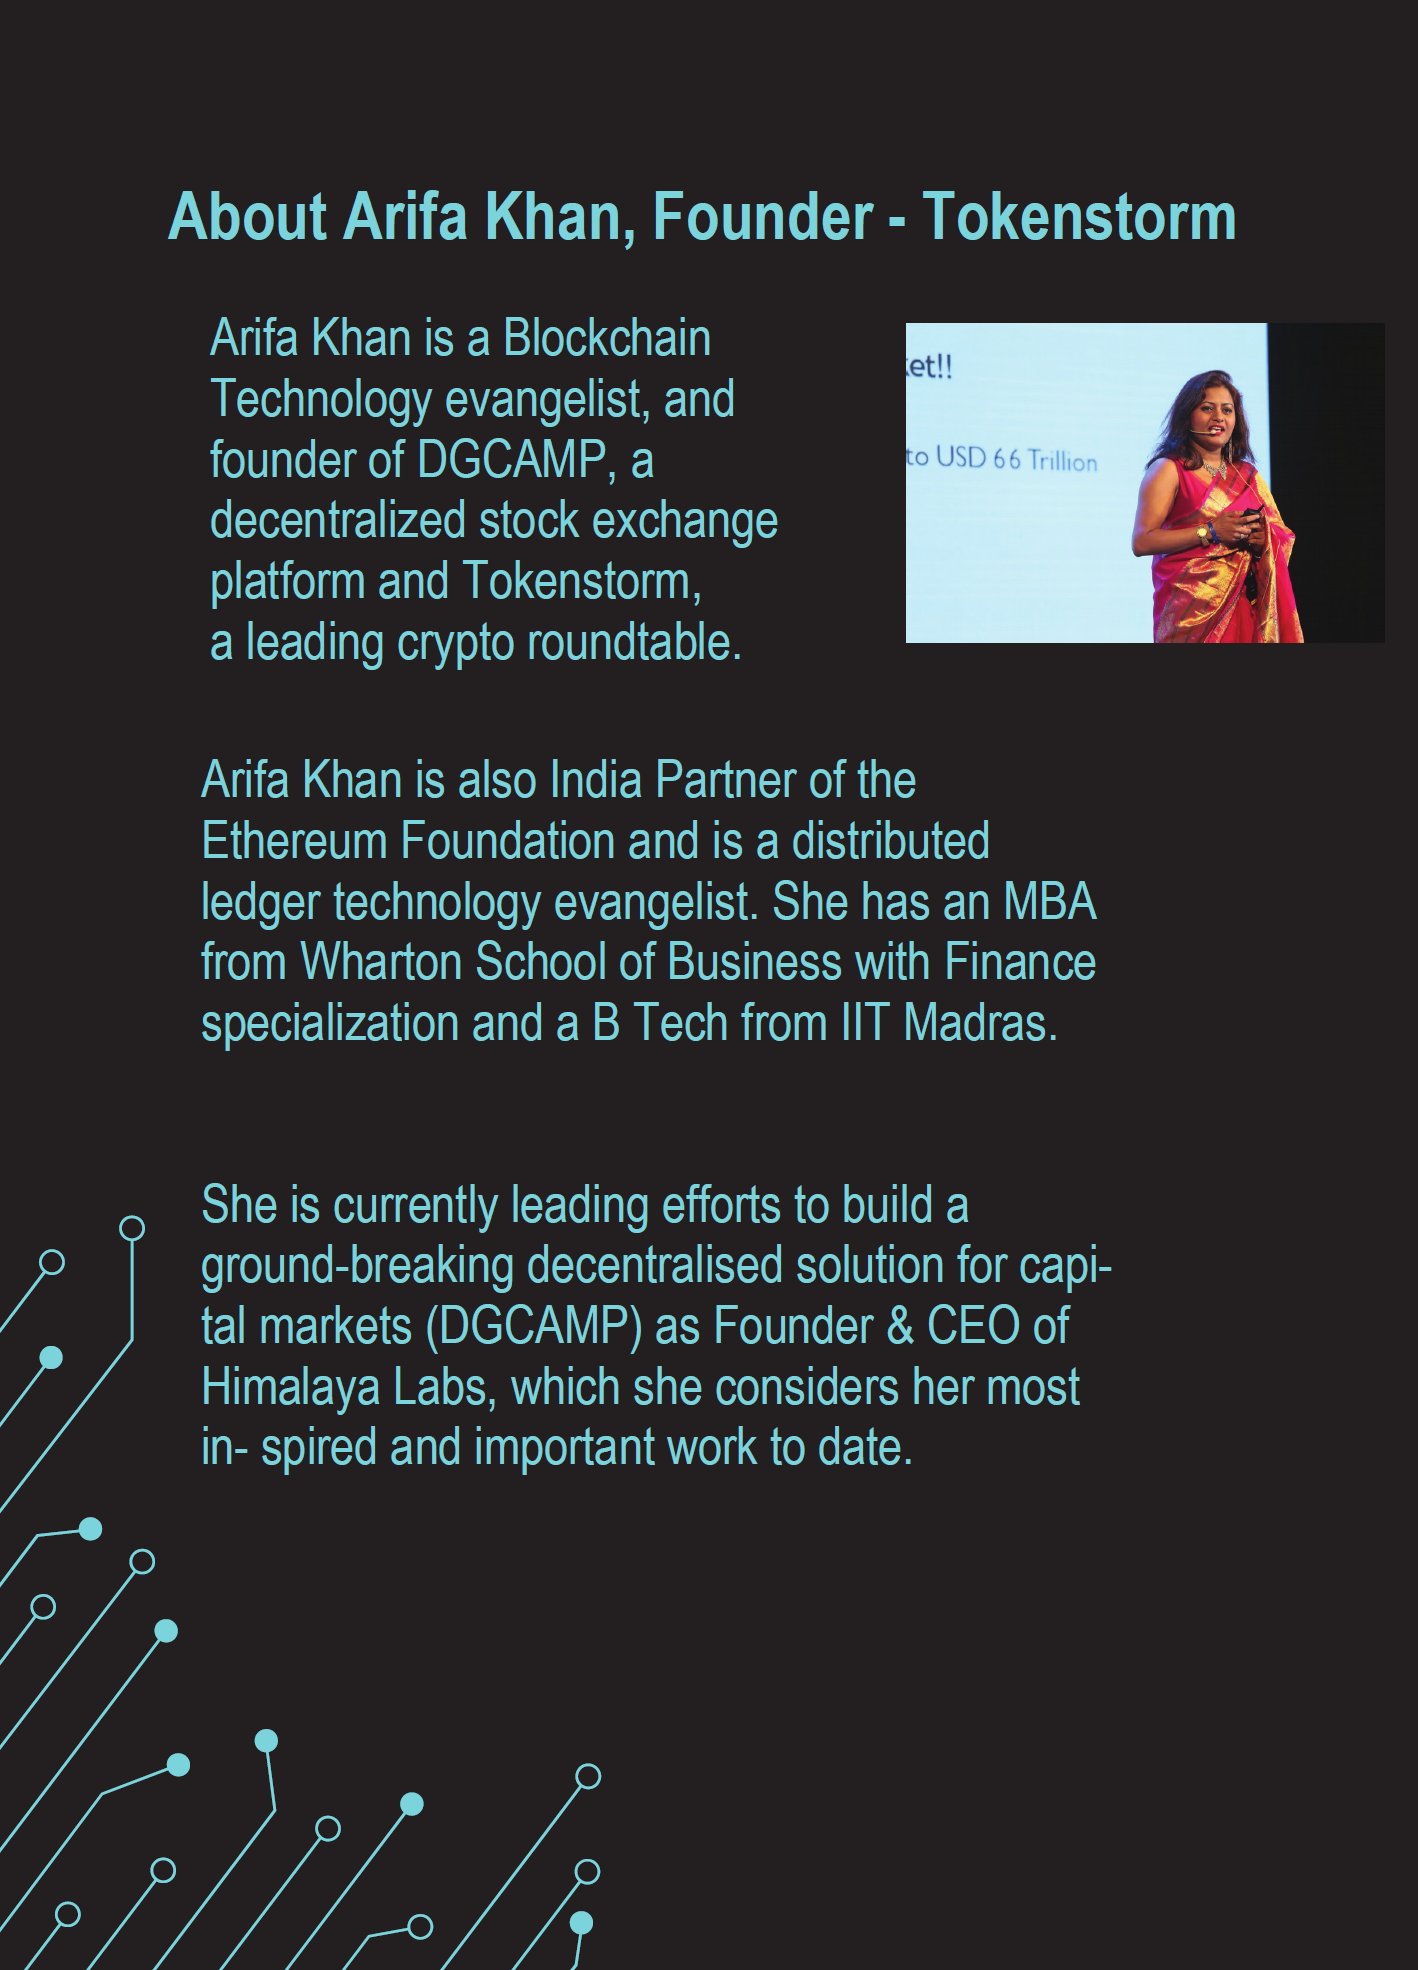 About Arifa Khan, Founder - Tokenstorm
Arifa Khan is a Blockchain
Technology evangelist, and
founder of DGCAMP, a
decentralized stock exchange
platform and Tokenstorm,
a leading crypto roundtable.
et!!
to USD 66 Trillion
Arifa Khan is also India Partner of the
Ethereum Foundation and is a distributed
ledger technology evangelist. She has an MBA
from Wharton School of Business with Finance
specialization and a B Tech from IIT Madras.
She is currently leading efforts to build a
ground-breaking decentralised solution for capi-
tal markets (DGCAMP) as Founder & CEO of
Himalaya Labs, which she considers her most
in- spired and important work to date.